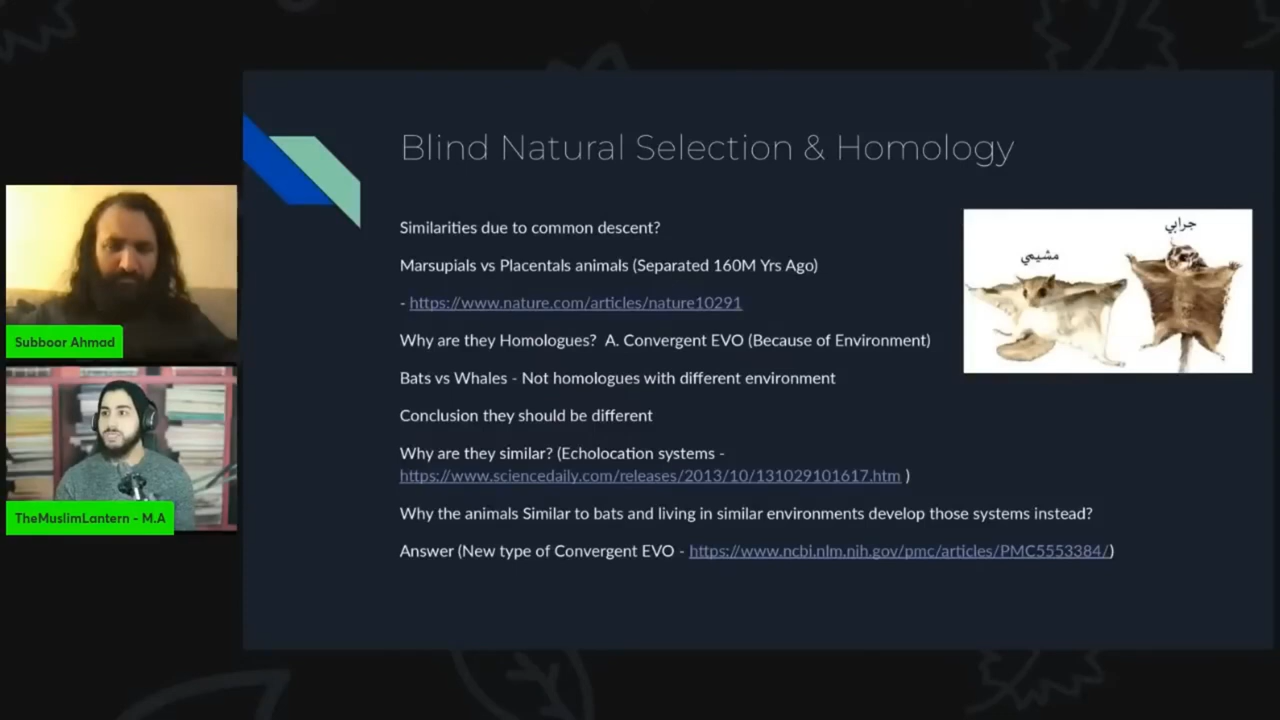 Blind Natural Selection & Homology
Similarities due to common descent?
Marsupials vs Placentals animals (Separated 160M Yrs Ago)
- https://www.nature.com/articles/nature10291
Why are they Homologues? A. Convergent EVO (Because of Environment)
Bats vs Whales - Not homologues with different environment
Conclusion they should be different
Why are they similar? (Echolocation systems -
https://www.sciencedaily.com/releases/2013/10/131029101617.htm )
Why the animals Similar to bats and living in similar environments develop those systems instead?
Answer (New type of Convergent EVO - https://www.ncbi.nlm.nih.gov/pmc/articles/PMC5553384/)
جرابي
مشيمي
Subboor Ahmad
TheMuslimLantern - M.A